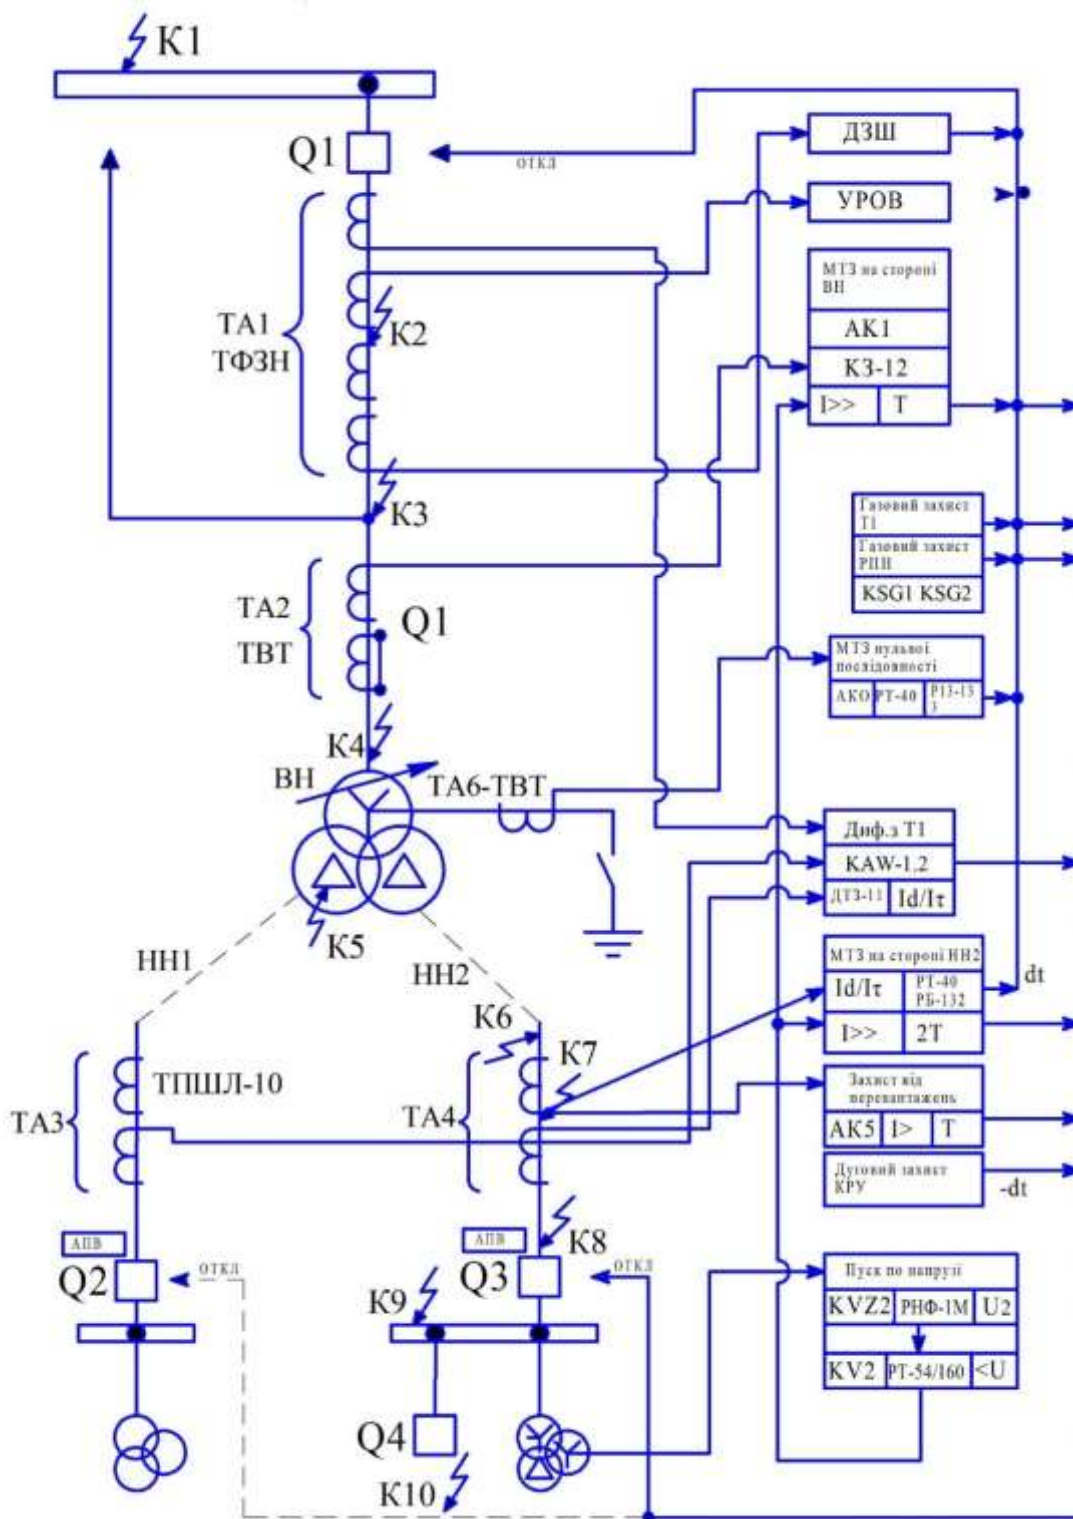 К1
Q1
ОТКЛ
ДЗШ
УРОВ
МТЗ на стороні
ВН
АК1
КЗ-12
I>> T
ТА1
ТФЗН
К2
К3
Газовий захист
Т1
Газовий захист
РПН
KSG1 KSG2
ТА2
ТВТ
Q1
МТЗ нульвої
послідовності
АКО РТ-40 Р13-13
3
К4
ВН
ТА6-ТВТ
Диф.з Т1
KAW-1,2
ДТЗ-11 Id/Iτ
К5
НН1
НН2
МТЗ на стороні НН2
Id/Iτ РТ-40
РБ-132
dt
I>> 2Т
К6
К7
ТПШЛ-10
ТА3
ТА4
Захист від
перевантажень
АК5 I> T
Дуговий захист
КРУ
-dt
К8
АПВ
АПВ
Q2
ОТКЛ
Q3
ОТКЛ
Пуск по напрузі
KVZ2 РНФ-1М U2
KV2 РТ-54/160 <U
К9
Q4
К10